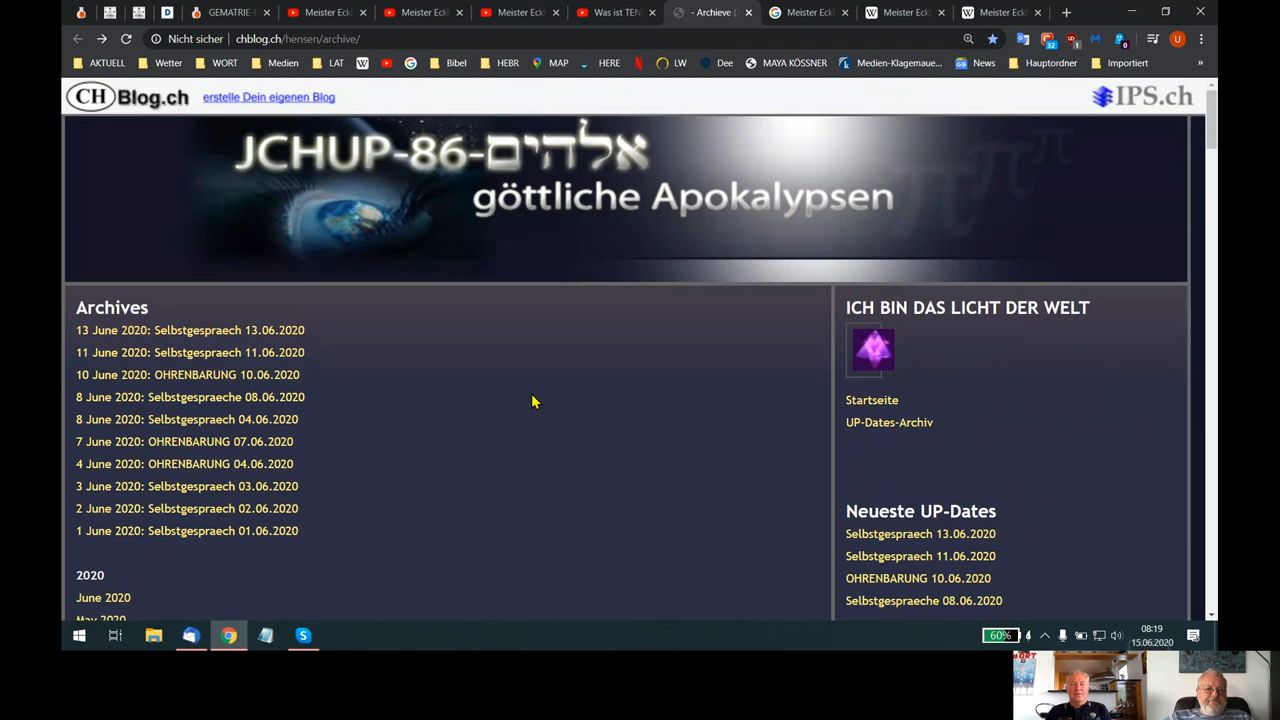 GEMATRIE-
Meister Eck
Meister Eck
Meister Eck
Was ist TEN
- Archieve (
Meister Eck
Meister Eck
Meister Eck
Nicht sicher
chblog.ch/hensen/archive/
32
1
0
U
AKTUELL
Wetter
WORT
Medien
LAT
Bibel
HEBR
MAP
HERE
LW
Dee
MAYA KÖSSNER
Medien-Klagemaue...
News
Hauptordner
Importiert
»
CH Blog.ch
erstelle Dein eigenen Blog
IPS.ch
JCHUP-86-אלהים
göttliche Apokalypsen
Archives
13 June 2020: Selbstgespraech 13.06.2020
11 June 2020: Selbstgespraech 11.06.2020
10 June 2020: OHRENBARUNG 10.06.2020
8 June 2020: Selbstgespraeche 08.06.2020
8 June 2020: Selbstgespraech 04.06.2020
7 June 2020: OHRENBARUNG 07.06.2020
4 June 2020: OHRENBARUNG 04.06.2020
3 June 2020: Selbstgespraech 03.06.2020
2 June 2020: Selbstgespraech 02.06.2020
1 June 2020: Selbstgespraech 01.06.2020
2020
June 2020
May 2020
ICH BIN DAS LICHT DER WELT
Startseite
UP-Dates-Archiv
Neueste UP-Dates
Selbstgespraech 13.06.2020
Selbstgespraech 11.06.2020
OHRENBARUNG 10.06.2020
Selbstgespraeche 08.06.2020
60%
08:19
15.06.2020